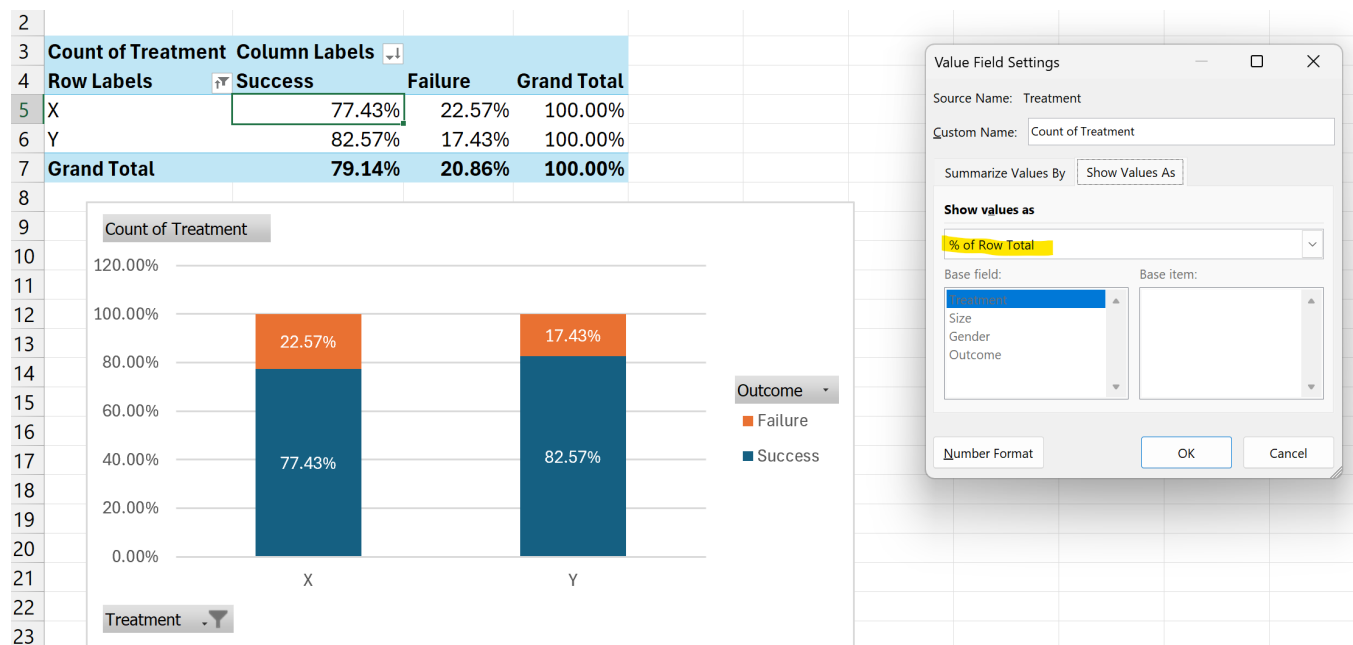 2
3 Count of Treatment Column Labels
4 Row Labels Success Failure Grand Total
5 X 77.43% 22.57% 100.00%
6 Y 82.57% 17.43% 100.00%
7 Grand Total 79.14% 20.86% 100.00%
8
9
10
11
12
13
14
15
16
17
18
19
20
21
22
23
Count of Treatment
120.00%
100.00%
80.00%
60.00%
40.00%
20.00%
0.00%
22.57%
17.43%
77.43%
82.57%
X Y
Outcome
Failure
Success
Treatment
Value Field Settings
Source Name: Treatment
Custom Name: Count of Treatment
Summarize Values By Show Values As
Show values as
% of Row Total
Base field: Base item:
Treatment
Size
Gender
Outcome
Number Format OK Cancel